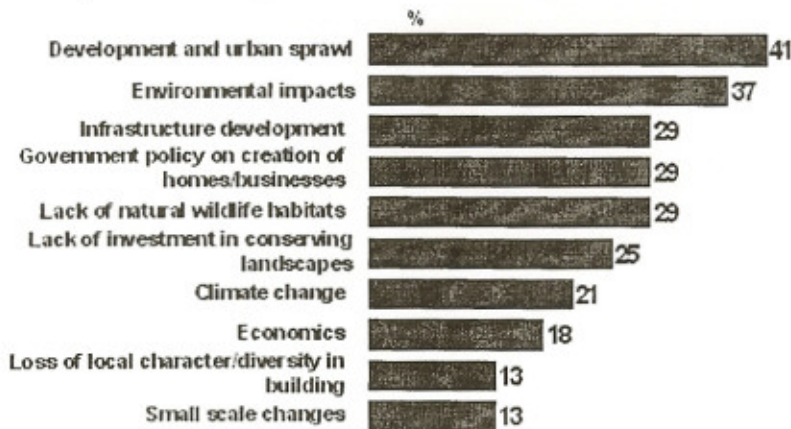 %
Development and urban sprawl 41
Environmental impacts 37
Infrastructure development 29
Government policy on creation of
homes/businesses 29
Lack of natural wildlife habitats 29
Lack of investment in conserving
landscapes 25
Climate change 21
Economics 18
Loss of local character/diversity in
building 13
Small scale changes 13